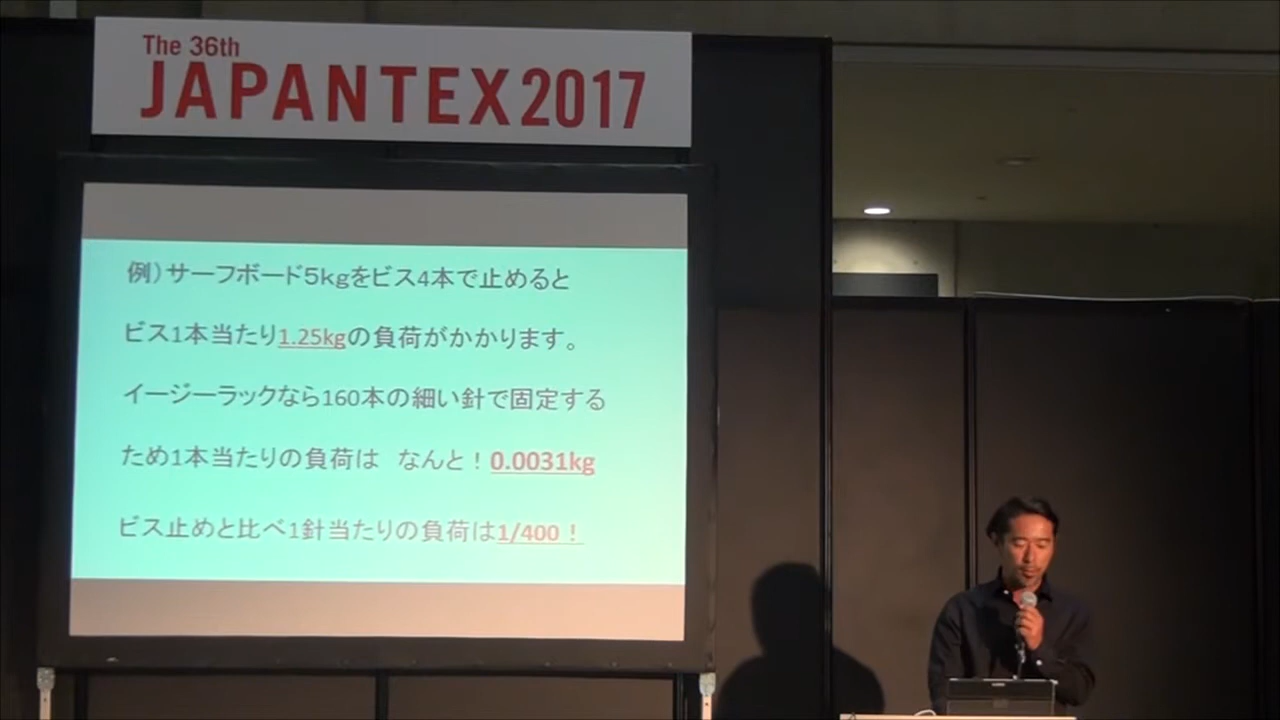 The 36th
JAPANTEX2017
例）サーフボード5kgをビス4本で止めると
ビス1本当たり1.25kgの負荷がかかります。
イージーラックなら160本の細い針で固定する
ため1本当たりの負荷は　なんと！0.0031kg
ビス止めと比べ1針当たりの負荷は1/400！